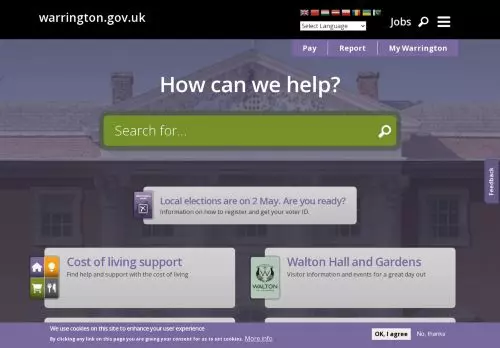 warrington.gov.uk
Select Language
Jobs
Pay
Report
My Warrington
How can we help?
Search for...
Feedback
Local elections are on 2 May. Are you ready?
Information on how to register and get your voter ID.
Cost of living support
Find help and support with the cost of living
Walton Hall and Gardens
Visitor information and events for a great day out
WALTON
We use cookies on this site to enhance your user experience
By clicking any link on this page you are giving your consent for us to set cookies. More info
OK, I agree
No, thanks